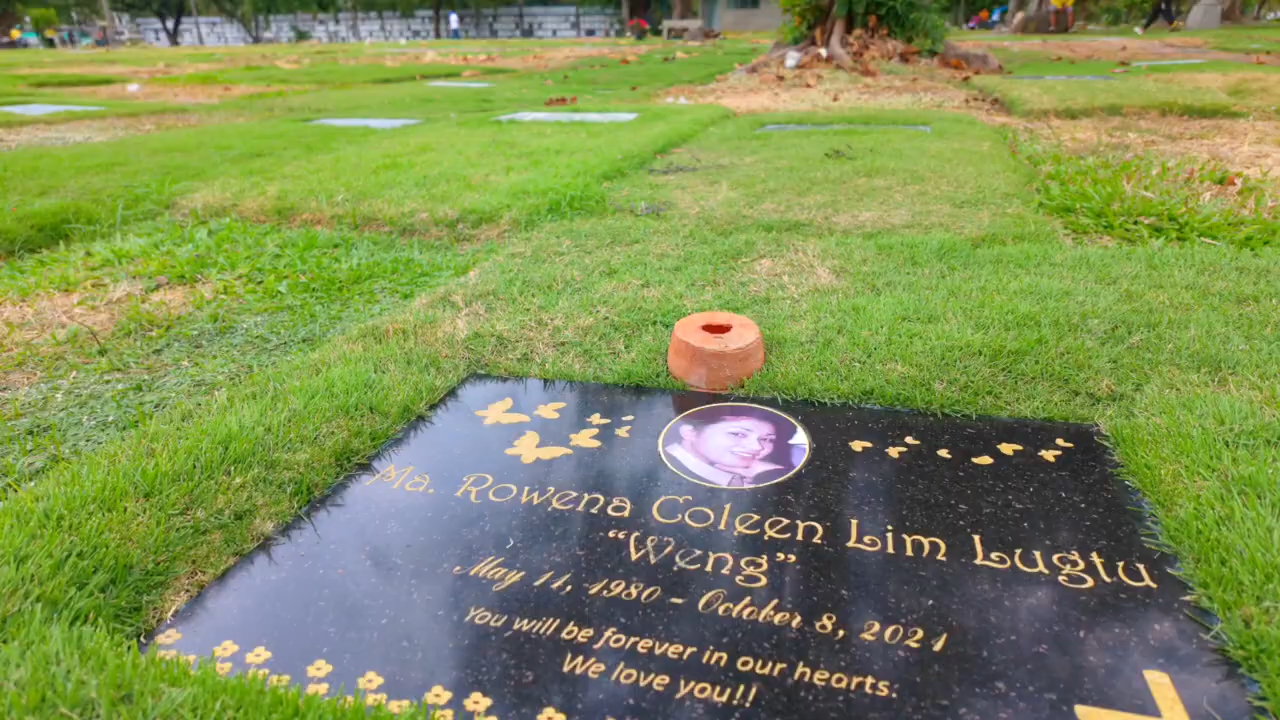 Ma. Rowena Coleen Lim Lugtu
“Weng”
May 11, 1980 - October 8, 2021
You will be forever in our hearts.
We love you!!